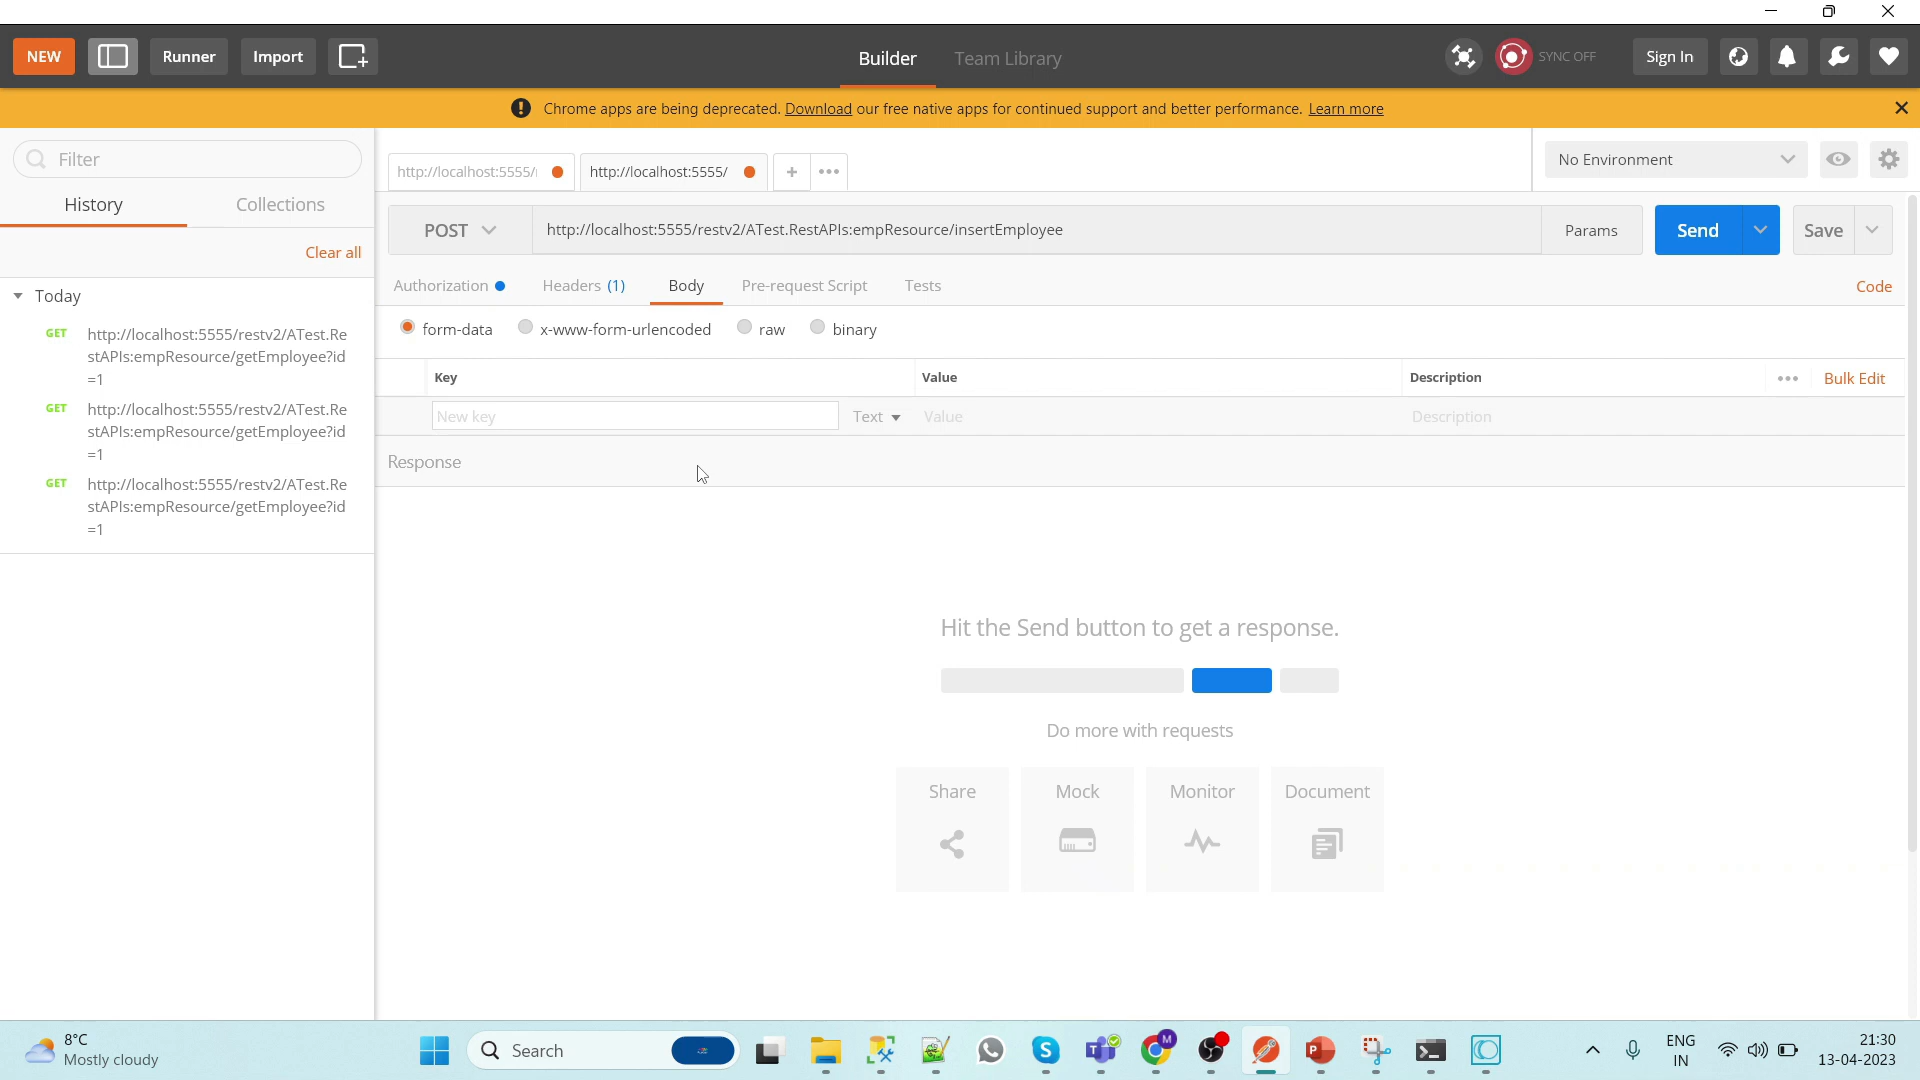 NEW
Runner
Import
Builder
Team Library
SYNC OFF
Sign In
Chrome apps are being deprecated. Download our free native apps for continued support and better performance. Learn more
Filter
History
Collections
Clear all
Today
GET http://localhost:5555/restv2/ATest.Re
stAPIs:empResource/getEmployee?id
=1
GET http://localhost:5555/restv2/ATest.Re
stAPIs:empResource/getEmployee?id
=1
GET http://localhost:5555/restv2/ATest.Re
stAPIs:empResource/getEmployee?id
=1
http://localhost:5555/
http://localhost:5555/
+
No Environment
POST
http://localhost:5555/restv2/ATest.RestAPIs:empResource/insertEmployee
Params
Send
Save
Authorization
Headers (1)
Body
Pre-request Script
Tests
Code
form-data
x-www-form-urlencoded
raw
binary
Key
Value
Description
Bulk Edit
New key
Text
Value
Description
Response
Hit the Send button to get a response.
Do more with requests
Share
Mock
Monitor
Document
8°C
Mostly cloudy
Search
M
ENG
IN
21:30
13-04-2023